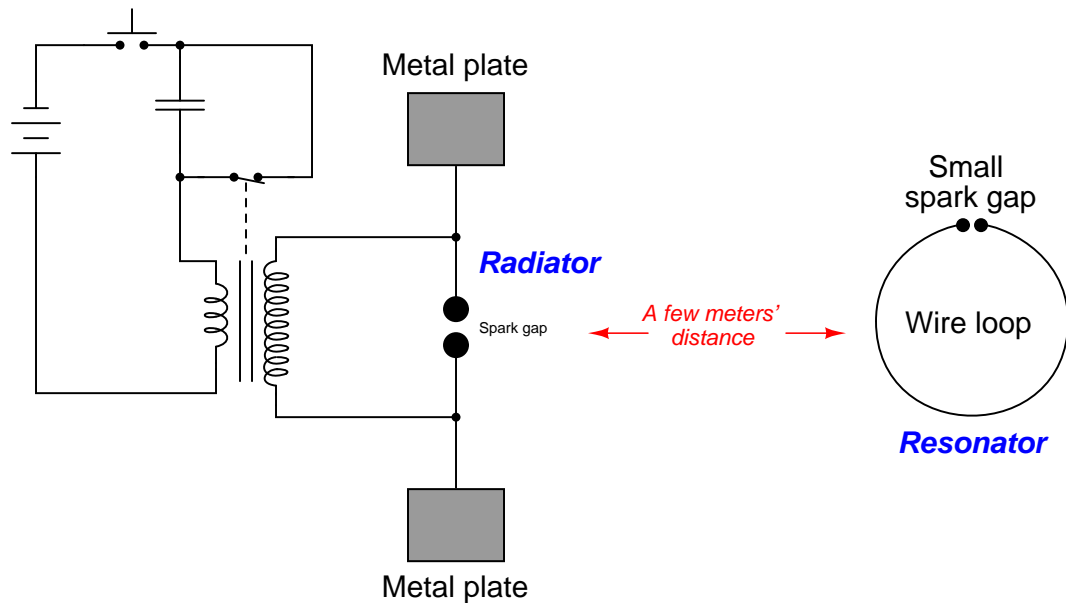 Metal plate
Radiator
Spark gap
Metal plate
A few meters’
distance
Small
spark gap
Wire loop
Resonator